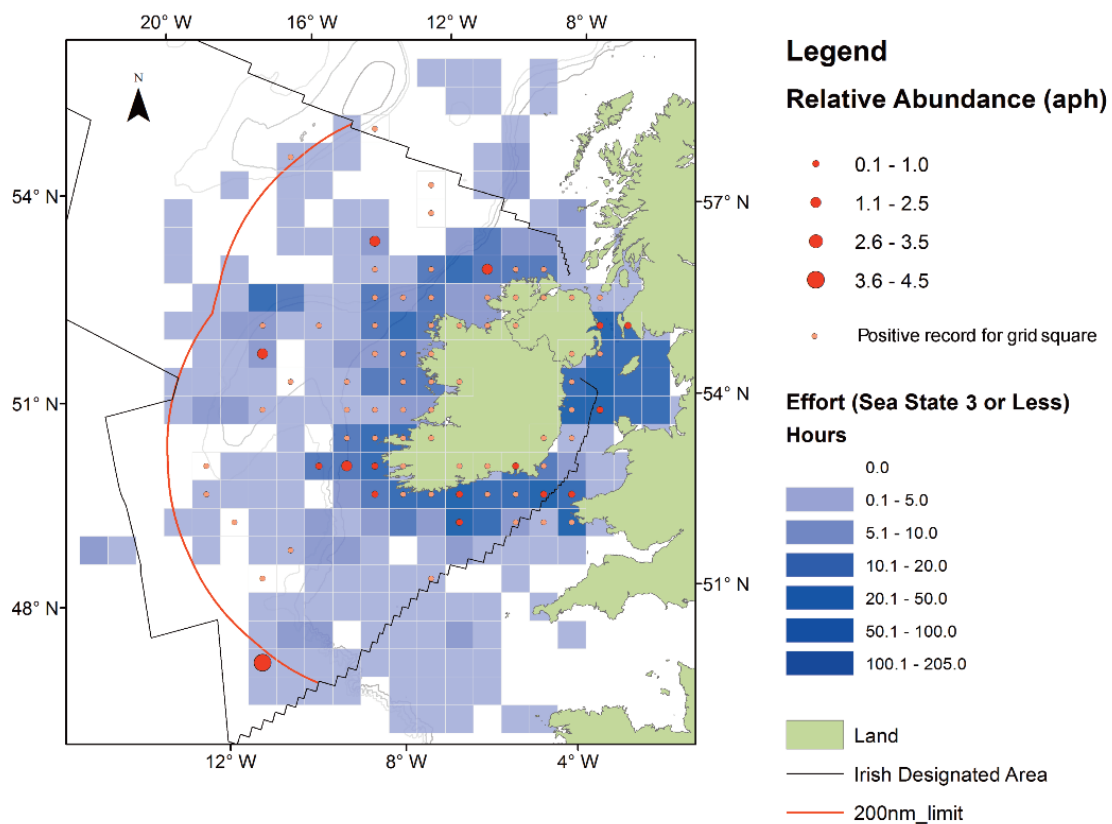 20° W 16° W 12° W 8° W
N
54° N
57° N
51° N
54° N
48° N
51° N
12° W 8° W 4° W
Legend
Relative Abundance (aph)
0.1 - 1.0
1.1 - 2.5
2.6 - 3.5
3.6 - 4.5
Positive record for grid square
Effort (Sea State 3 or Less)
Hours
0.0
0.1 - 5.0
5.1 - 10.0
10.1 - 20.0
20.1 - 50.0
50.1 - 100.0
100.1 - 205.0
Land
Irish Designated Area
200nm_limit